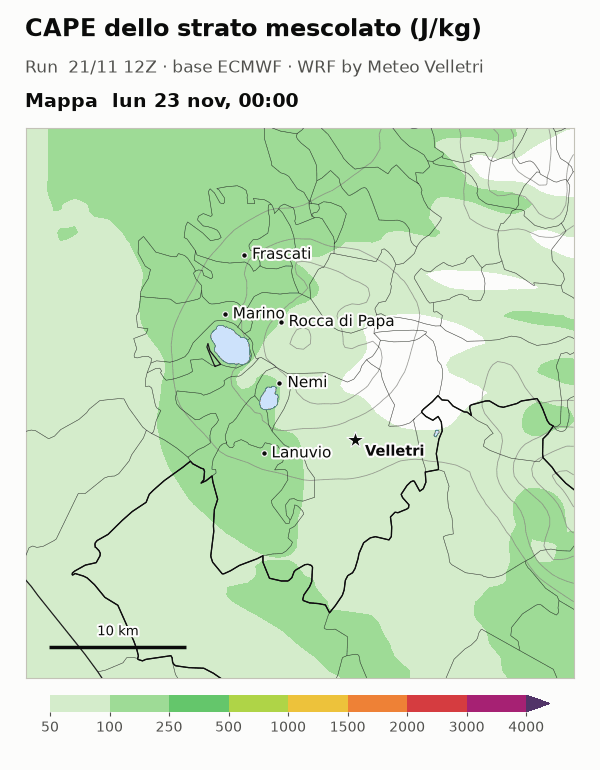 CAPE dello strato mescolato (J/kg)
Run  21/11 12Z · base ECMWF · WRF by Meteo Velletri
Mappa  lun 23 nov, 00:00
Frascati
Marino
Rocca di Papa
Nemi
Velletri
Lanuvio
10 km
50 100 250 500 1000 1500 2000 3000 4000